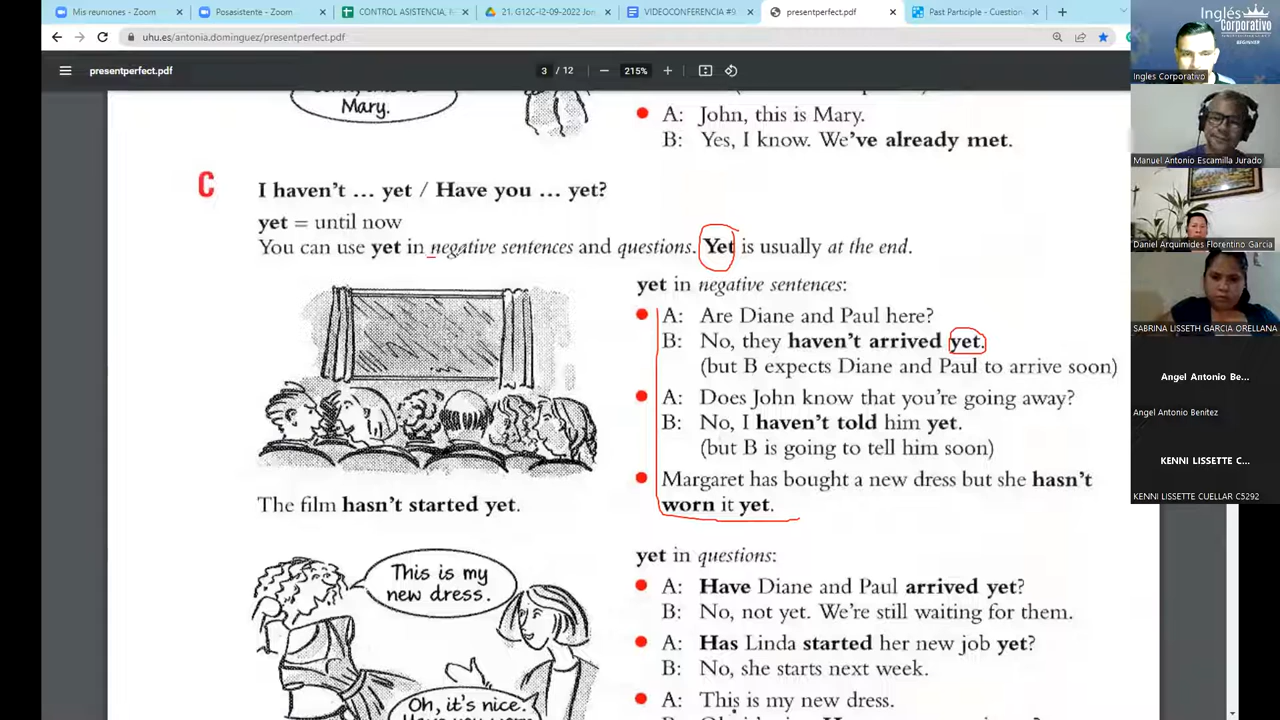 Mis reuniones - Zoom
Posasistente - Zoom
CONTROL ASISTENCIA, F
21. G12C-I2-09-2022 Jon
VIDEOCONFERENCIA #9.
presentperfect.pdf
Past Participle - Cuestion
uhu.es/antonia.dominguez/presentperfect.pdf
presentperfect.pdf
3 / 12
215%
Mary.
A: John, this is Mary.
B: Yes, I know. We've already met.
C
I haven't ... yet / Have you ... yet?
yet = until now
You can use yet in negative sentences and questions. Yet is usually at the end.
yet in negative sentences:
A: Are Diane and Paul here?
B: No, they haven't arrived yet.
(but B expects Diane and Paul to arrive soon)
A: Does John know that you're going away?
B: No, I haven't told him yet.
(but B is going to tell him soon)
Margaret has bought a new dress but she hasn't
worn it yet.
The film hasn't started yet.
yet in questions:
This is my
new dress.
A: Have Diane and Paul arrived yet?
B: No, not yet. We're still waiting for them.
A: Has Linda started her new job yet?
B: No, she starts next week.
A: This is my new dress.
Oh, it's nice.
Inglés
Corporativo
BEGINNER
Ingles Corporativo
Manuel Antonio Escamilla Jurado
Daniel Arquimides Florentino Garcia
SABRINA LISSETH GARCIA ORELLANA
Angel Antonio Be...
Angel Antonio Benitez
KENNI LISSETTE C...
KENNI LISSETTE CUELLAR C5292